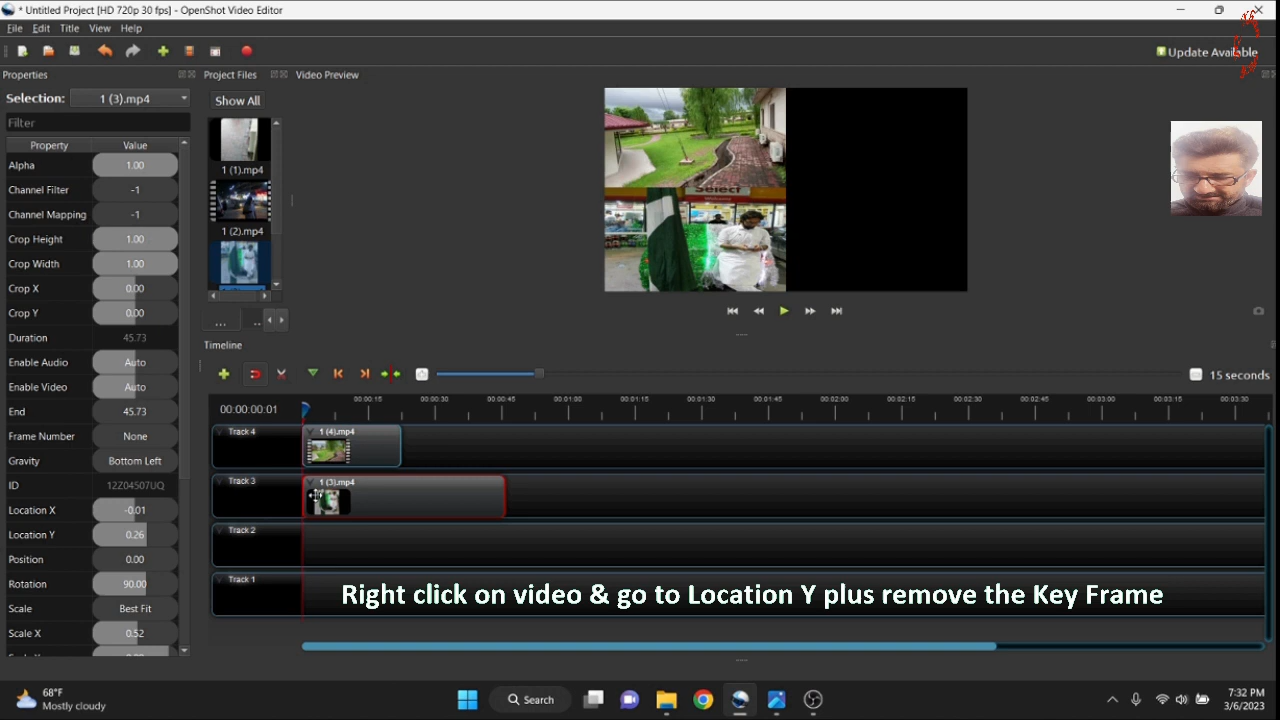 * Untitled Project [HD 720p 30 fps] - OpenShot Video Editor
File Edit Title View Help
Update Available
Properties
Project Files
Video Preview
Selection: 1 (3).mp4
Show All
Filter
Property Value
Alpha 1.00
Channel Filter -1
Channel Mapping -1
Crop Height 1.00
Crop Width 1.00
Crop X 0.00
Crop Y 0.00
Duration 45.73
Enable Audio Auto
Enable Video Auto
End 45.73
Frame Number None
Gravity Bottom Left
ID 12Z04507UQ
Location X -0.01
Location Y 0.26
Position 0.00
Rotation 90.00
Scale Best Fit
Scale X 0.52
1 (1).mp4
1 (2).mp4
... ..
Select
Timeline
15 seconds
00:00:00:01
00:00:15 00:00:30 00:00:45 00:01:00 00:01:15 00:01:30 00:01:45 00:02:00 00:02:15 00:02:30 00:02:45 00:03:00 00:03:15 00:03:30
Track 4
1 (4).mp4
Track 3
1 (3).mp4
Track 2
Track 1
Right click on video & go to Location Y plus remove the Key Frame
68°F
Mostly cloudy
Search
7:32 PM
3/6/2023